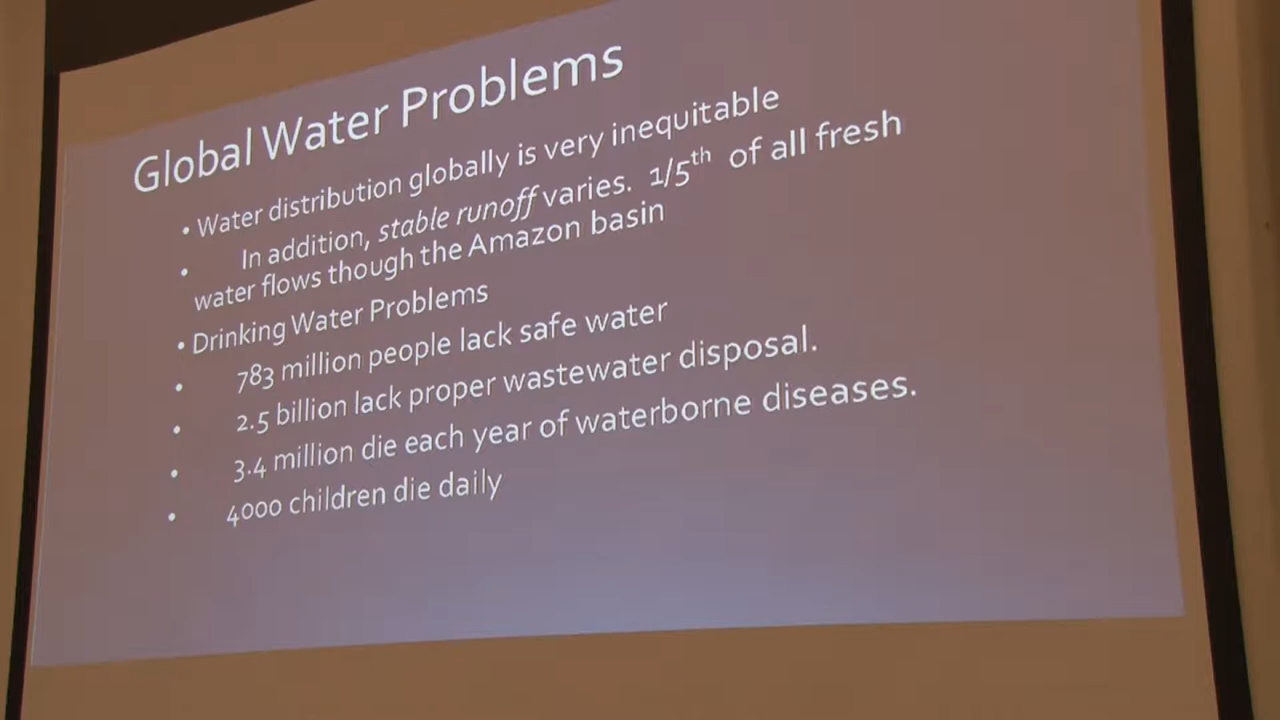 Global Water Problems
• Water distribution globally is very inequitable
• In addition, stable runoff varies. 1/5th of all fresh
water flows though the Amazon basin
• Drinking Water Problems
• 783 million people lack safe water
• 2.5 billion lack proper wastewater disposal.
• 3.4 million die each year of waterborne diseases.
• 4000 children die daily